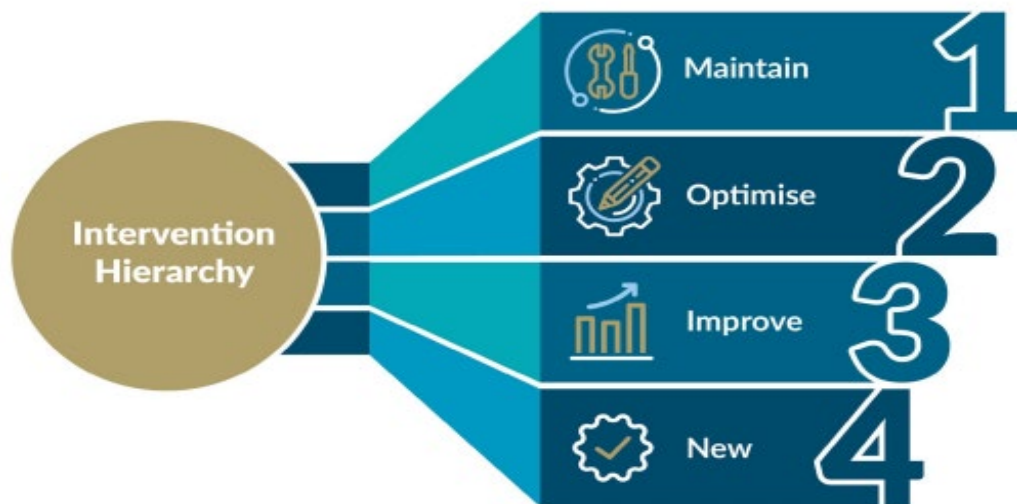 Intervention
Hierarchy
Maintain
1
Optimise
2
Improve
3
New
4